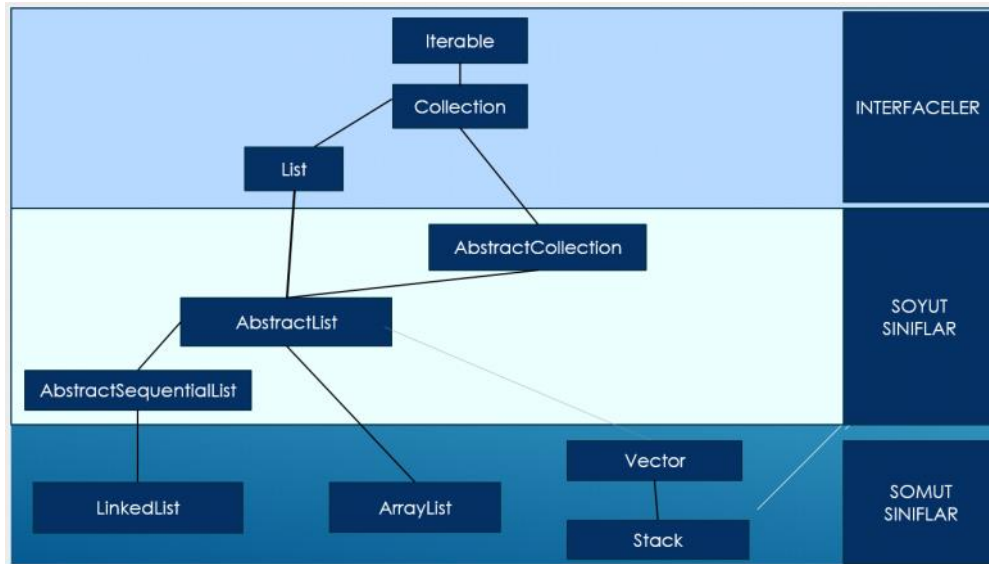 Iterable
Collection
INTERFACELER
List
AbstractCollection
AbstractList
SOYUT
SINIFLAR
AbstractSequentialList
Vector
LinkedList
ArrayList
SOMUT
SINIFLAR
Stack